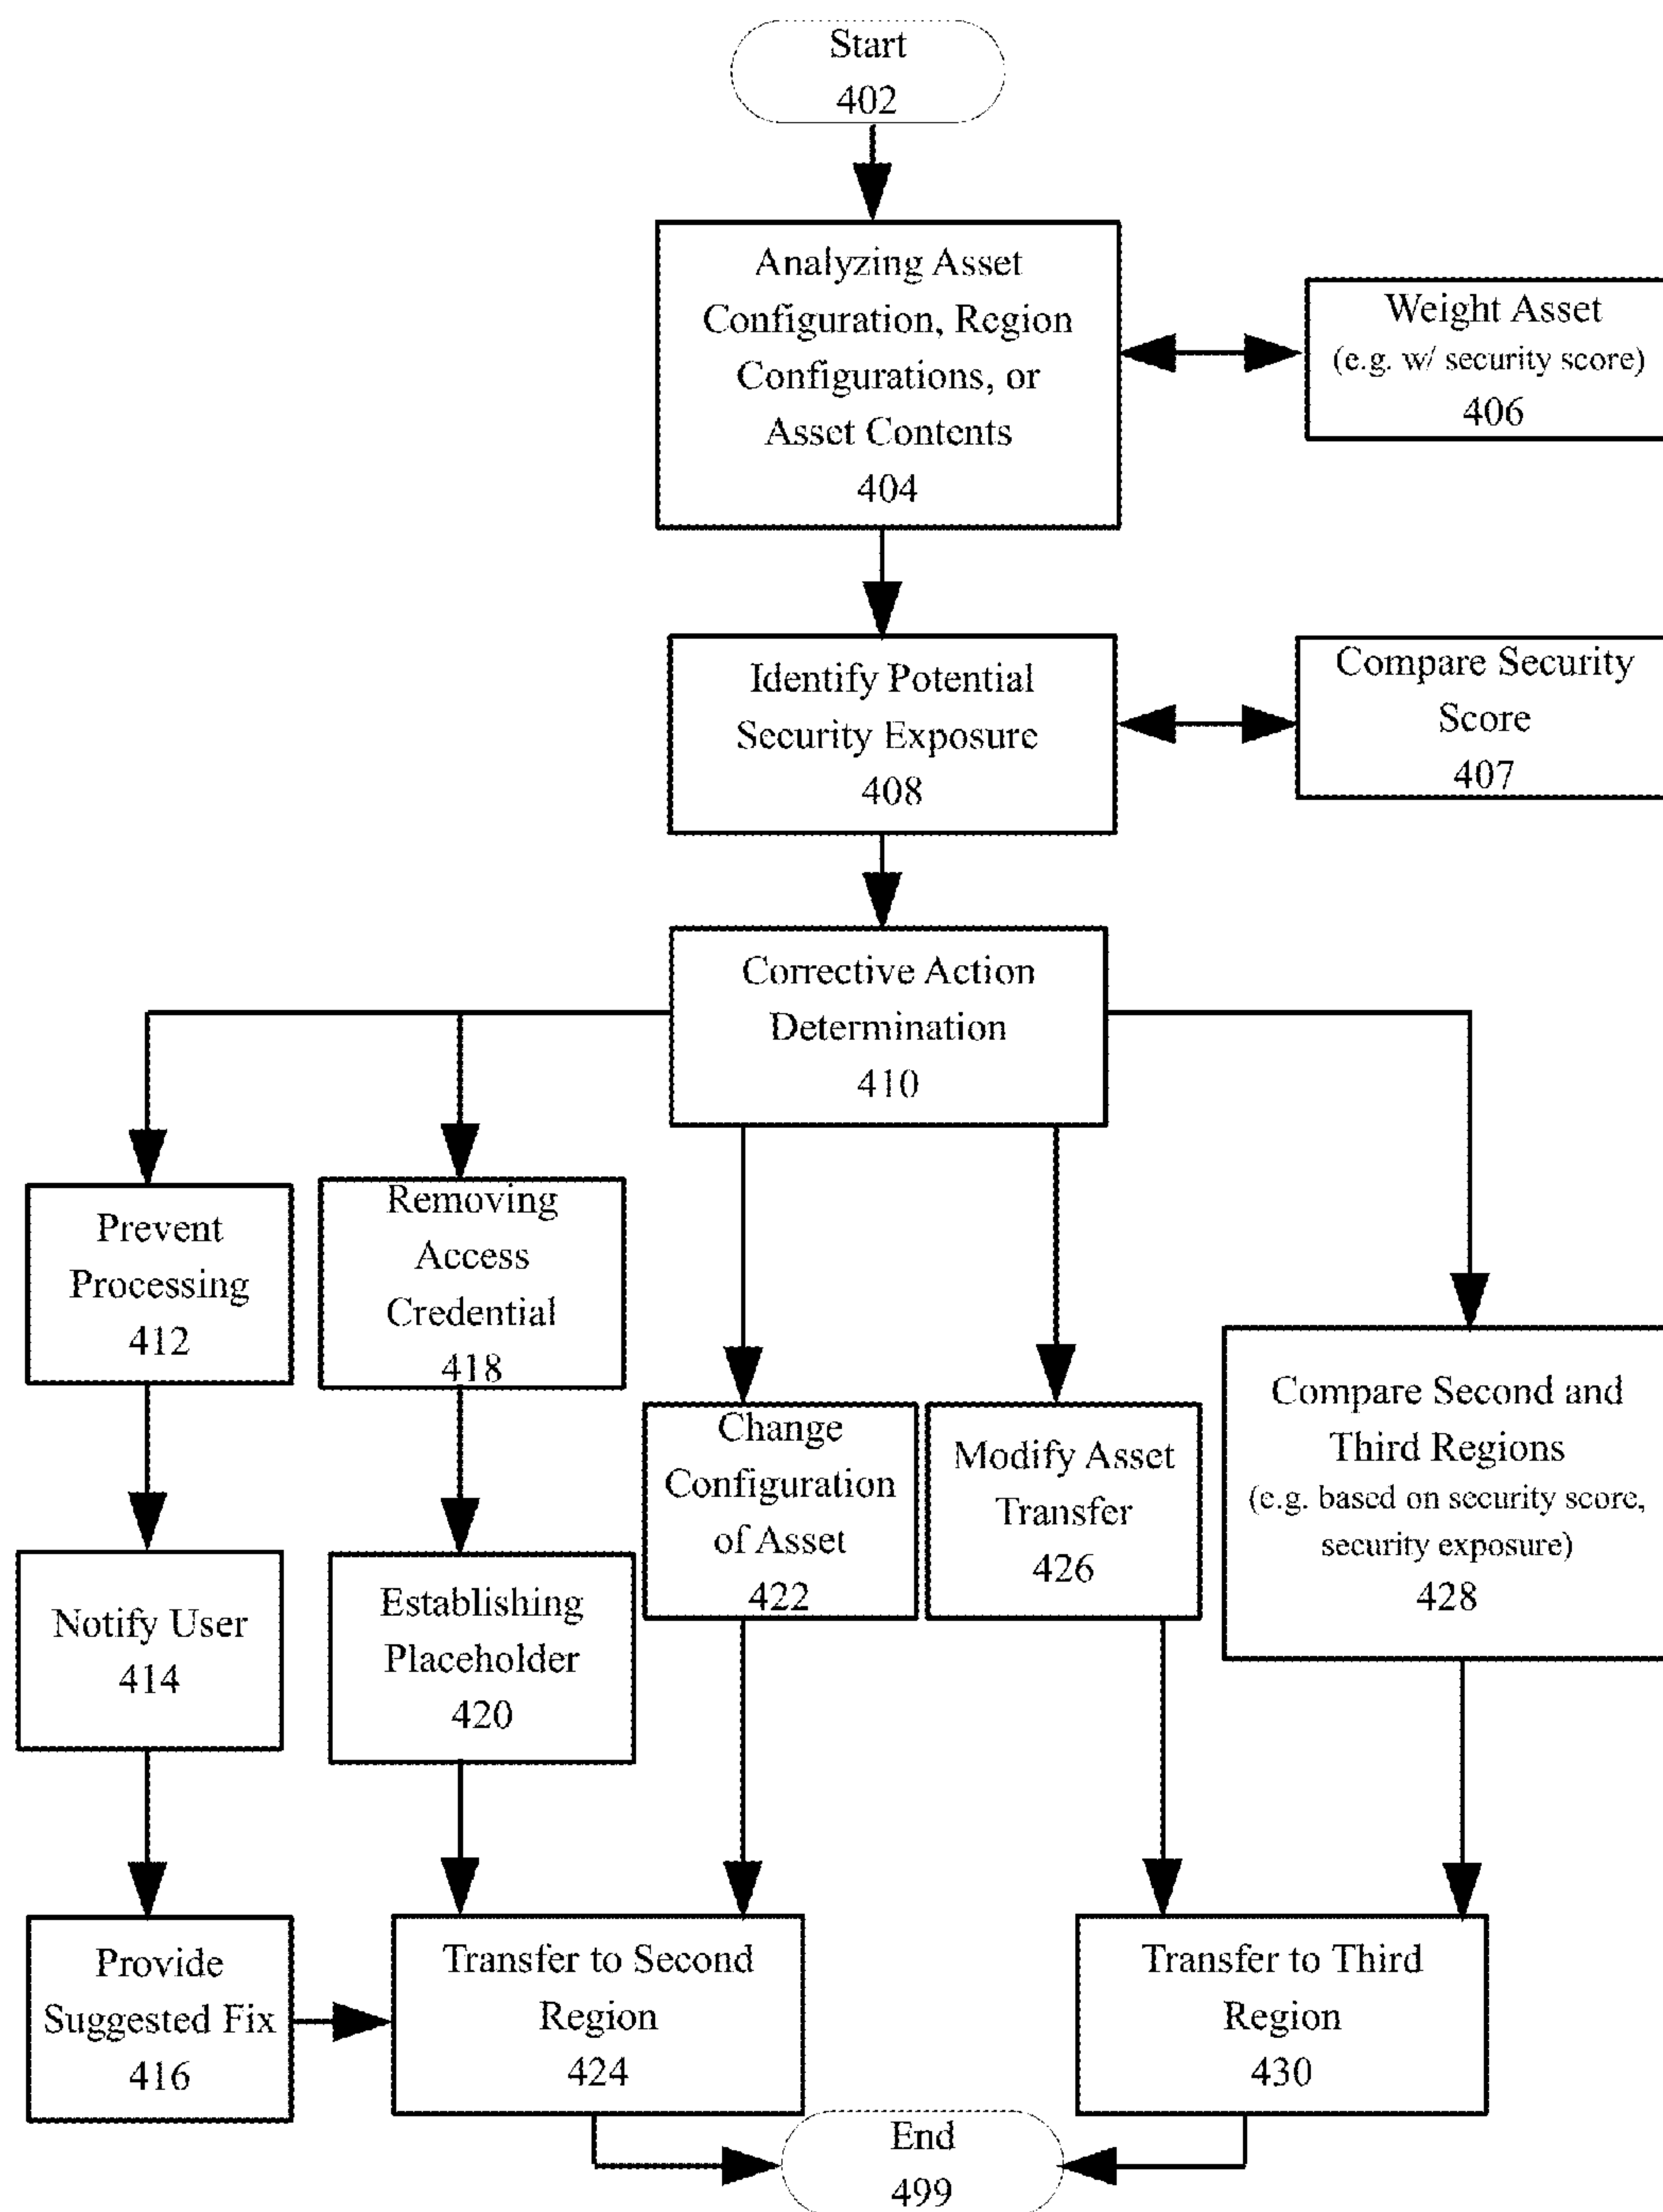 Start
402
Analyzing Asset
Configuration, Region
Configurations, or
Asset Contents
404
Weight Asset
(e.g. w/ security score)
406
Identify Potential
Security Exposure
408
Compare Security
Score
407
Corrective Action
Determination
410
Prevent
Processing
412
Removing
Access
Credential
418
Change
Configuration
of Asset
422
Modify Asset
Transfer
426
Compare Second and
Third Regions
(e.g. based on security score,
security exposure)
428
Notify User
414
Establishing
Placeholder
420
Provide
Suggested Fix
416
Transfer to Second
Region
424
Transfer to Third
Region
430
End
499